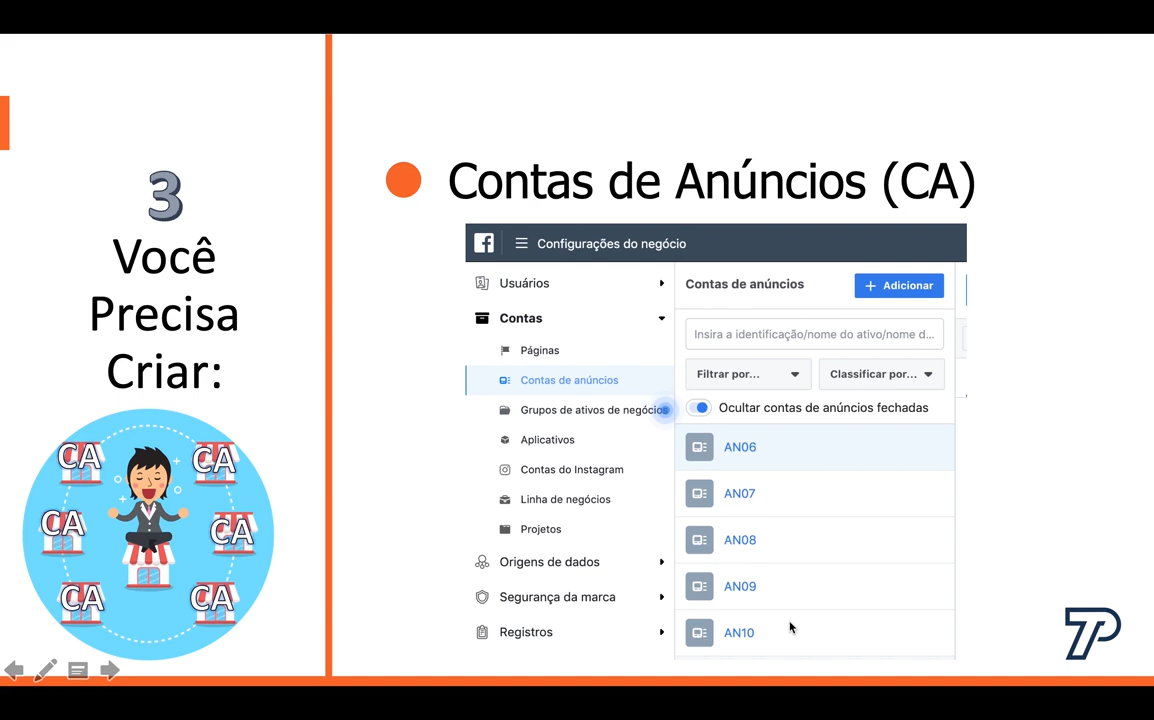 3
Você
Precisa
Criar:
CA
CA
CA
CA
CA
CA
Contas de Anúncios (CA)
Configurações do negócio
Usuários
Contas
Páginas
Contas de anúncios
Grupos de ativos de negócios
Aplicativos
Contas do Instagram
Linha de negócios
Projetos
Origens de dados
Segurança da marca
Registros
Contas de anúncios
+ Adicionar
Insira a identificação/nome do ativo/nome d...
Filtrar por...
Classificar por...
Ocultar contas de anúncios fechadas
AN06
AN07
AN08
AN09
AN10
TP